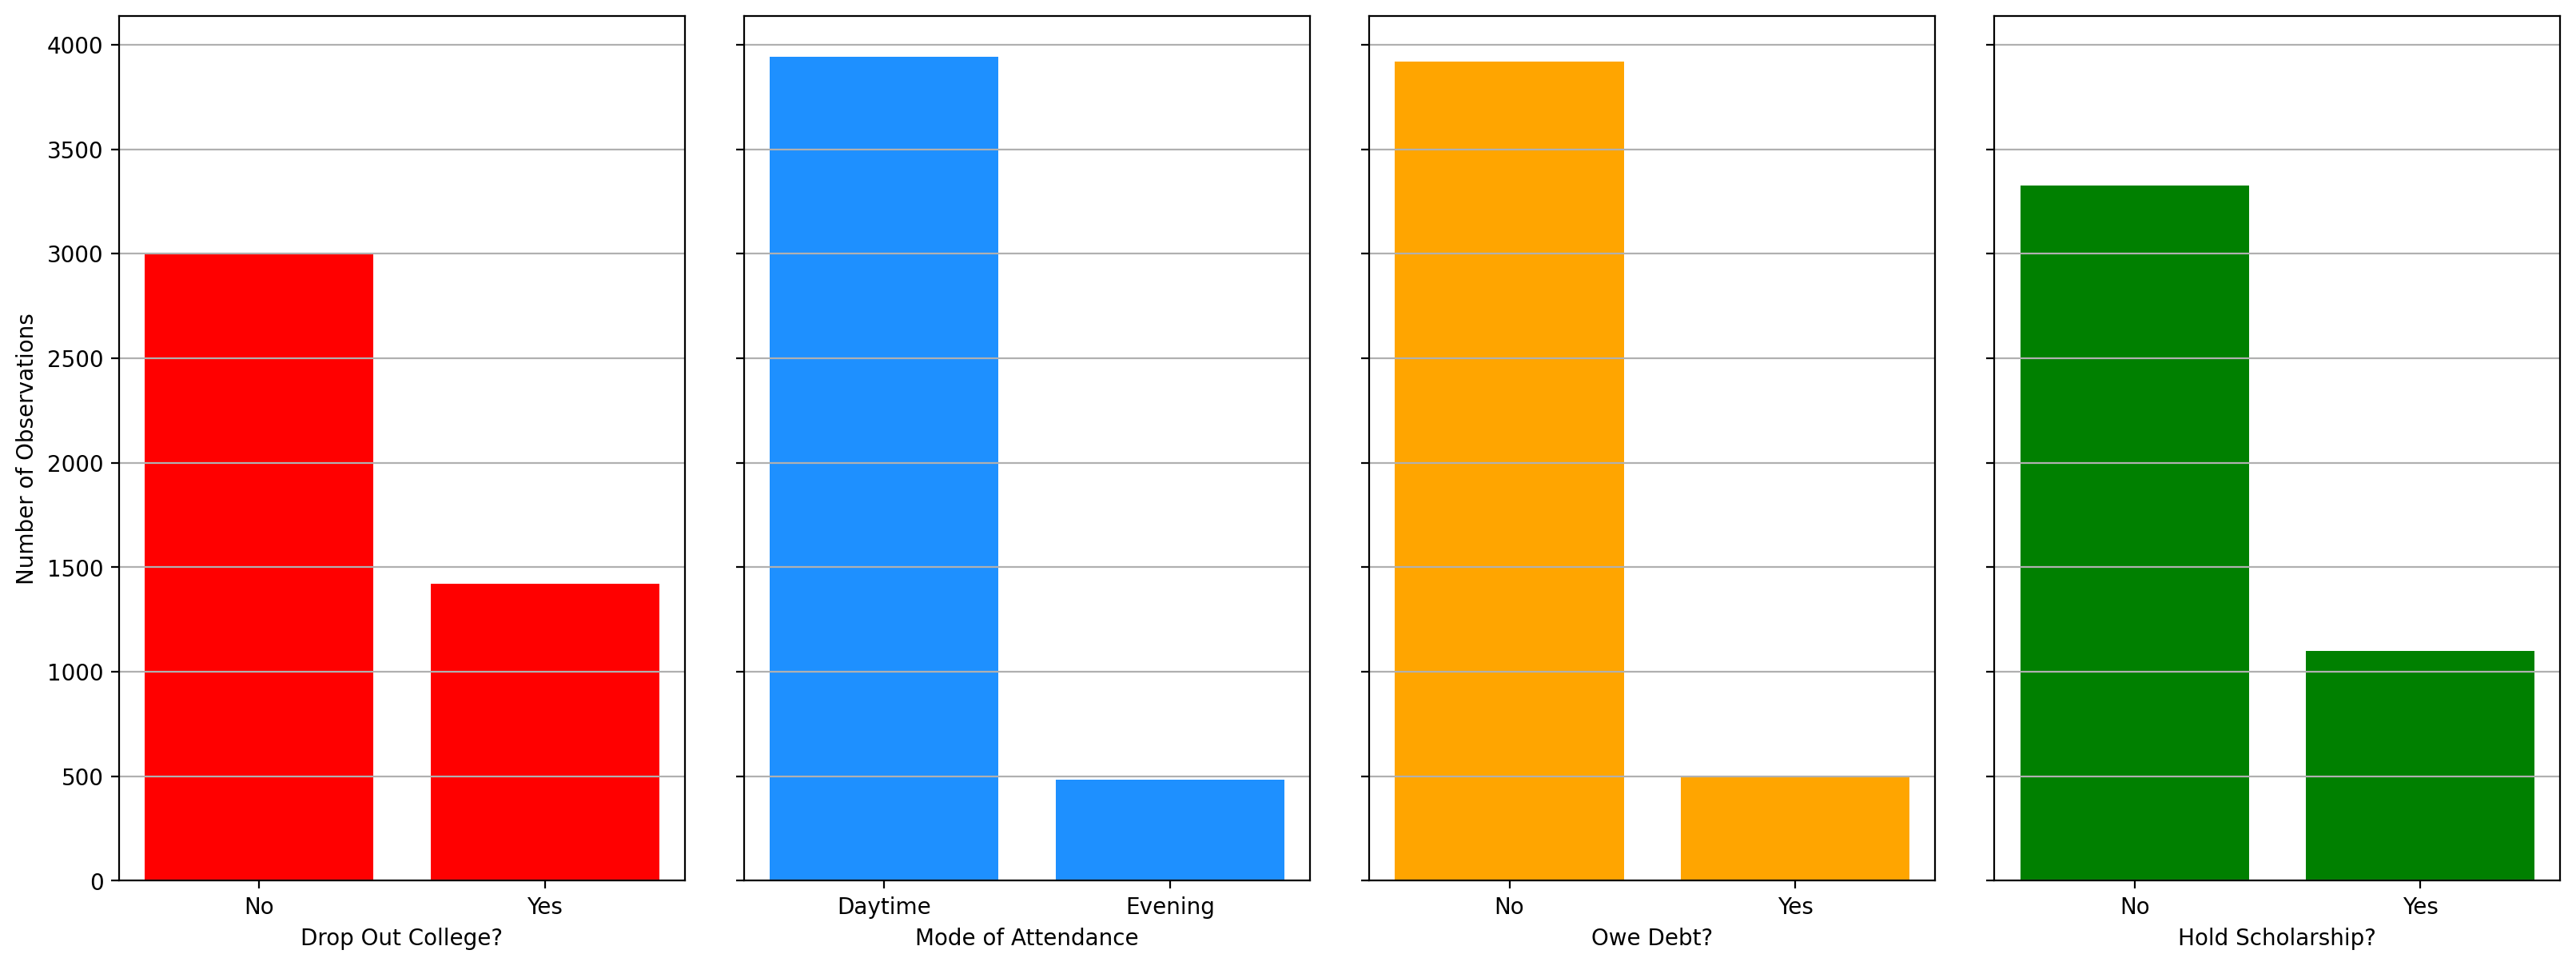 Number of Observations
4000
3500
3000
2500
2000
1500
1000
500
0
No Yes
Drop Out College?
Daytime Evening
Mode of Attendance
No Yes
Owe Debt?
No Yes
Hold Scholarship?